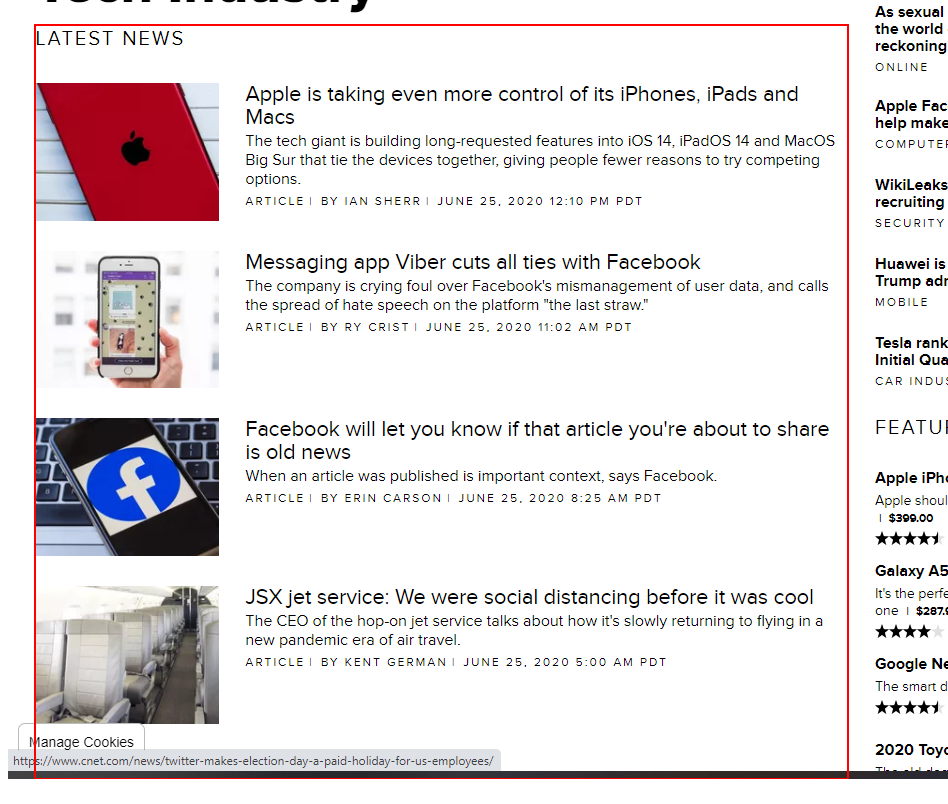 Tech Industry
LATEST NEWS
Apple is taking even more control of its iPhones, iPads and
Macs
The tech giant is building long-requested features into iOS 14, iPadOS 14 and MacOS
Big Sur that tie the devices together, giving people fewer reasons to try competing
options.
ARTICLE | BY IAN SHERR | JUNE 25, 2020 12:10 PM PDT
Messaging app Viber cuts all ties with Facebook
The company is crying foul over Facebook's mismanagement of user data, and calls
the spread of hate speech on the platform "the last straw."
ARTICLE | BY RY CRIST | JUNE 25, 2020 11:02 AM PDT
Facebook will let you know if that article you're about to share
is old news
When an article was published is important context, says Facebook.
ARTICLE | BY ERIN CARSON | JUNE 25, 2020 8:25 AM PDT
JSX jet service: We were social distancing before it was cool
The CEO of the hop-on jet service talks about how it's slowly returning to flying in a
new pandemic era of air travel.
ARTICLE | BY KENT GERMAN | JUNE 25, 2020 5:00 AM PDT
Manage Cookies
https://www.cnet.com/news/twitter-makes-election-day-a-paid-holiday-for-us-employees/
As sexual
the world
reckoning
ONLINE
Apple Fac
help make
COMPUTER
WikiLeaks
recruiting
SECURITY
Huawei is
Trump adr
MOBILE
Tesla rank
Initial Qua
CAR INDUS
FEATU
Apple iPho
Apple shoul
| $399.00
Galaxy A5
It's the perfe
one | $287.9
Google Ne
The smart d
2020 Toyo